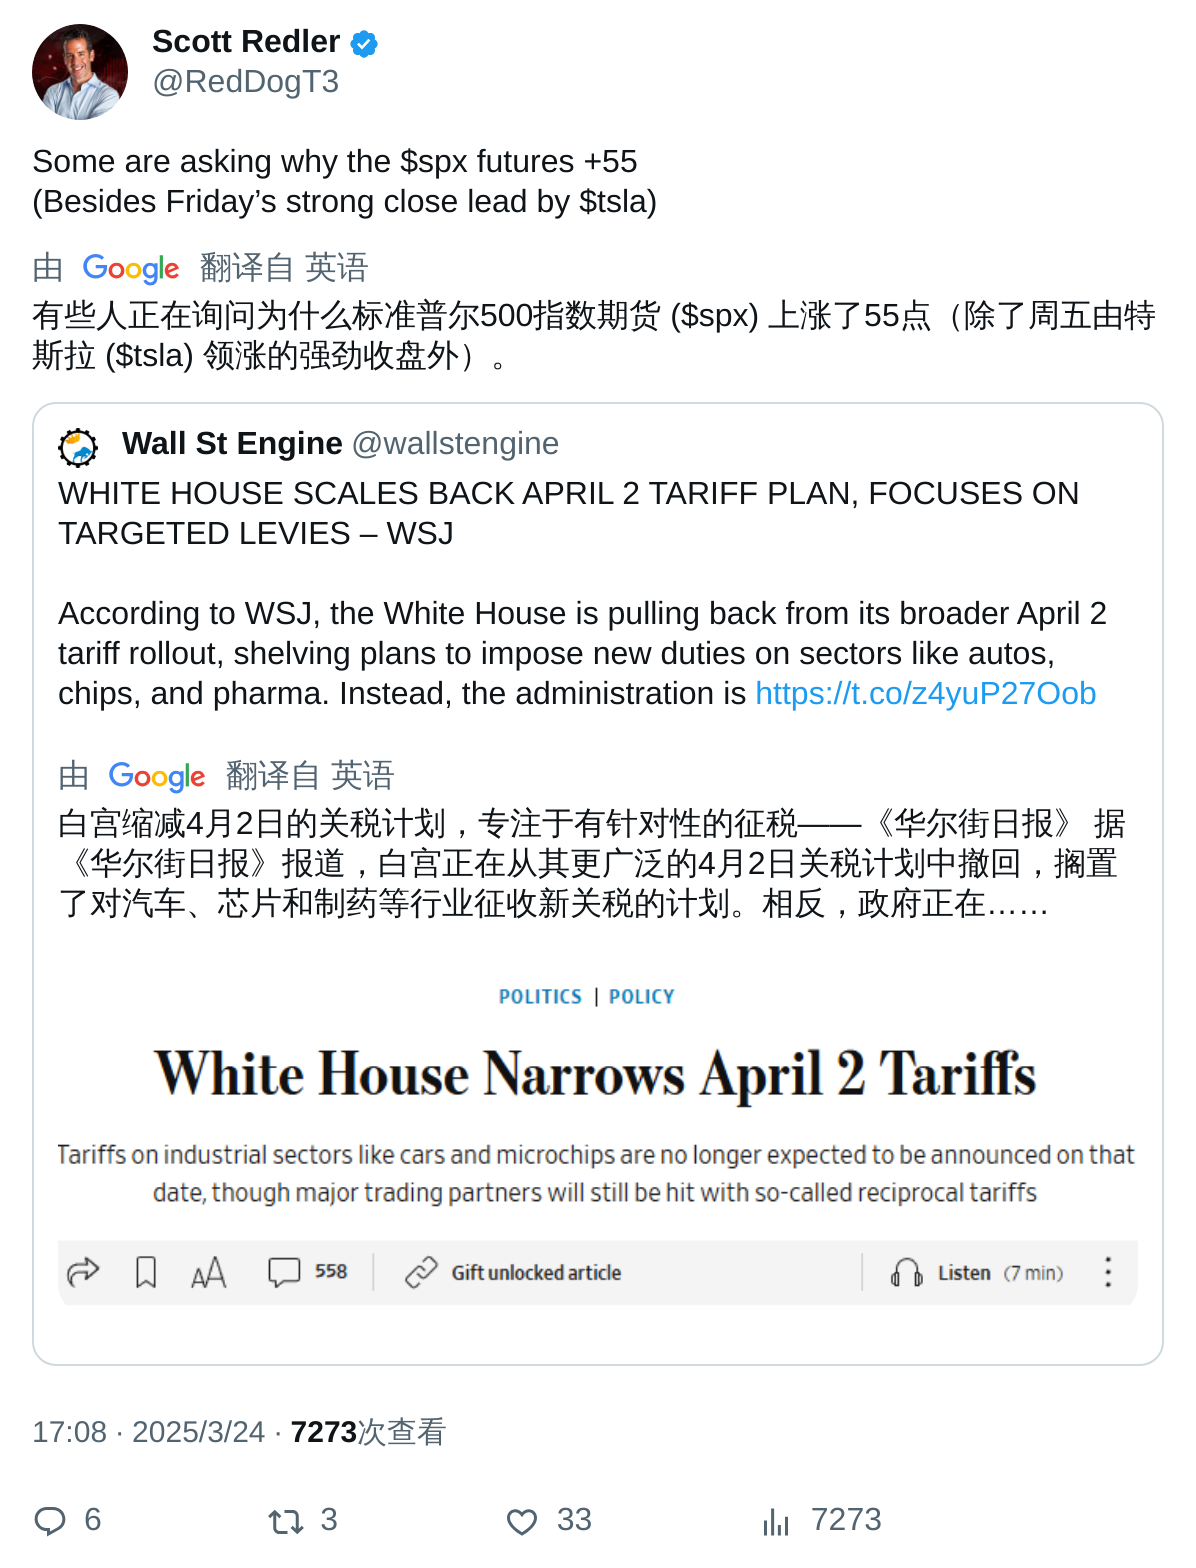 Scott Redler
@RedDogT3
Some are asking why the $spx futures +55
(Besides Friday’s strong close lead by $tsla)
由 Google 翻译自 英语
有些人正在询问为什么标准普尔500指数期货 ($spx) 上涨了55点（除了周五由特
斯拉 ($tsla) 领涨的强劲收盘外）。
Wall St Engine @wallstengine
WHITE HOUSE SCALES BACK APRIL 2 TARIFF PLAN, FOCUSES ON
TARGETED LEVIES – WSJ
According to WSJ, the White House is pulling back from its broader April 2
tariff rollout, shelving plans to impose new duties on sectors like autos,
chips, and pharma. Instead, the administration is https://t.co/z4yuP27Oob
由 Google 翻译自 英语
白宫缩减4月2日的关税计划，专注于有针对性的征税——《华尔街日报》 据
《华尔街日报》报道，白宫正在从其更广泛的4月2日关税计划中撤回，搁置
了对汽车、芯片和制药等行业征收新关税的计划。相反，政府正在……
POLITICS | POLICY
White House Narrows April 2 Tariffs
Tariffs on industrial sectors like cars and microchips are no longer expected to be announced on that
date, though major trading partners will still be hit with so-called reciprocal tariffs
AA 558 Gift unlocked article Listen (7 min)
17:08 · 2025/3/24 · 7273次查看
6 3 33 7273